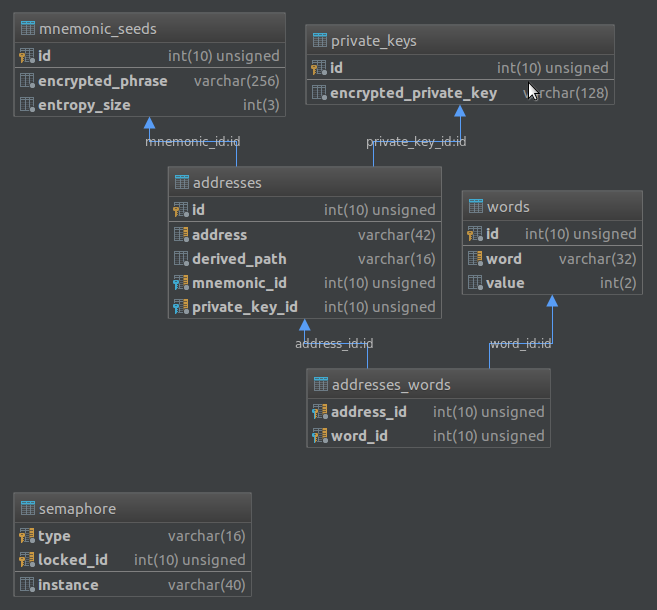 mnemonic_seeds
id int(10) unsigned
encrypted_phrase varchar(256)
entropy_size int(3)
private_keys
id int(10) unsigned
encrypted_private_key varchar(128)
mnemonic_id:id
private_key_id:id
addresses
id int(10) unsigned
address varchar(42)
derived_path varchar(16)
mnemonic_id int(10) unsigned
private_key_id int(10) unsigned
words
id int(10) unsigned
word varchar(32)
value int(2)
address_id:id
word_id:id
addresses_words
address_id int(10) unsigned
word_id int(10) unsigned
semaphore
type varchar(16)
locked_id int(10) unsigned
instance varchar(40)